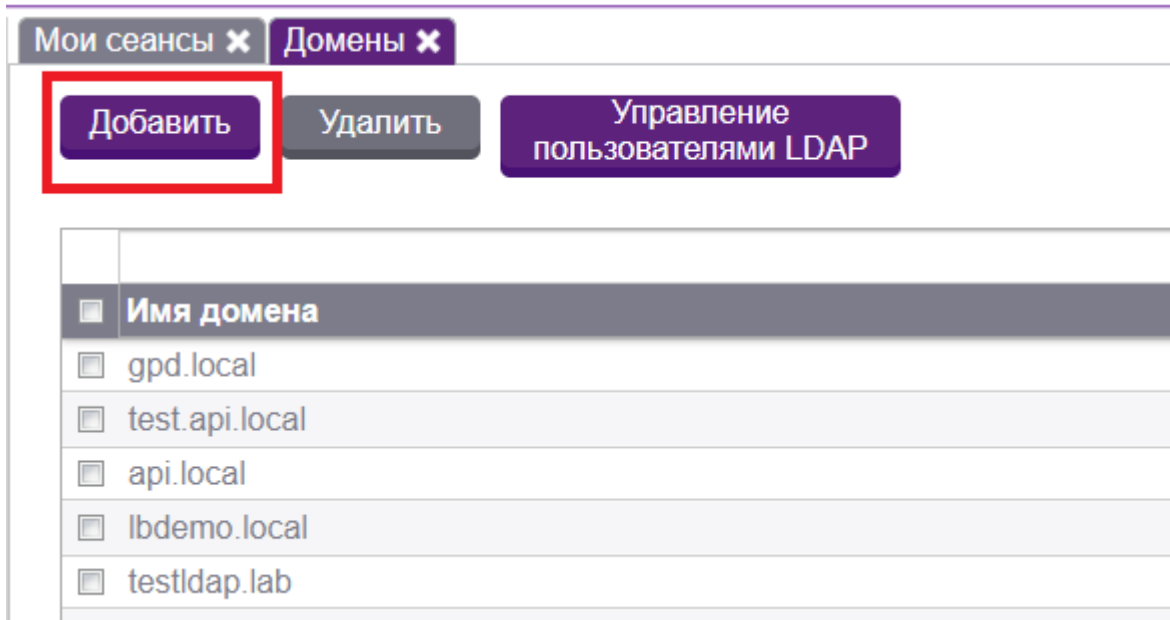 Мои сеансы ✖ Домены ✖
Добавить Удалить Управление
пользователями LDAP
Имя домена
gpd.local
test.api.local
api.local
lbdemo.local
testldap.lab